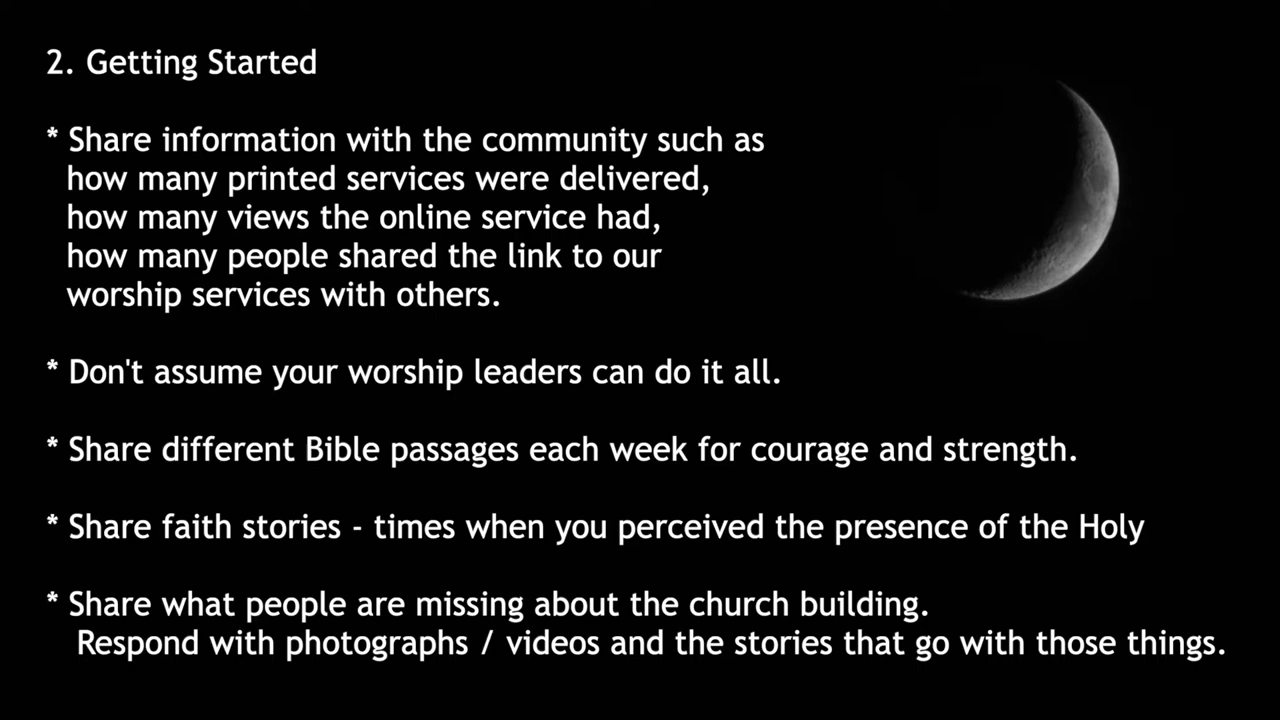 2. Getting Started
* Share information with the community such as
how many printed services were delivered,
how many views the online service had,
how many people shared the link to our
worship services with others.
* Don't assume your worship leaders can do it all.
* Share different Bible passages each week for courage and strength.
* Share faith stories - times when you perceived the presence of the Holy
* Share what people are missing about the church building.
Respond with photographs / videos and the stories that go with those things.